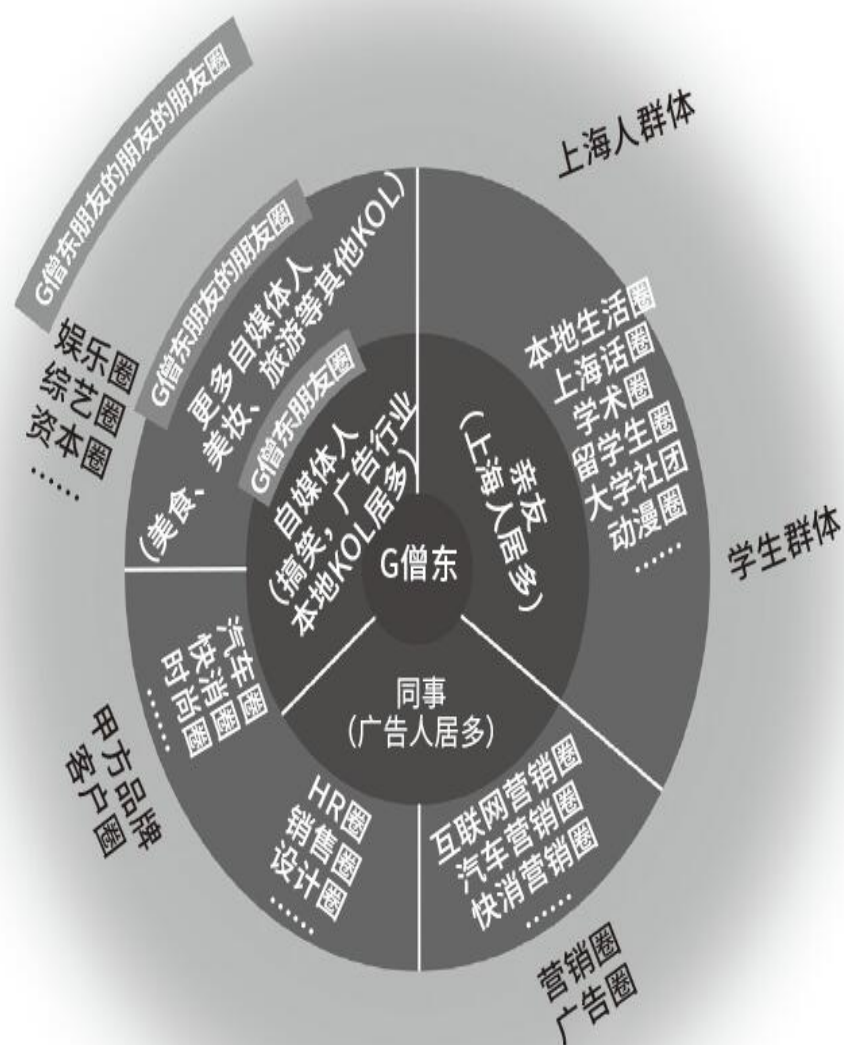 G僧东朋友的朋友的朋友圈
G僧东朋友的朋友圈
G僧东朋友圈
上海人群体
娱乐圈
综艺圈
资本圈
……
更多自媒体人
(美食、美妆、旅游等其他KOL)
自媒体人
(搞笑,广告行业
本地KOL居多)
本地生活圈
上海话圈
学术圈
留学生圈
大学社团
动漫圈
……
亲友
(上海人居多)
G僧东
学生群体
同事
(广告人居多)
汽车圈
快消圈
时尚圈
……
甲方品牌
客户圈
HR圈
销售圈
设计圈
……
互联网营销圈
汽车营销圈
快消营销圈
……
营销圈
广告圈